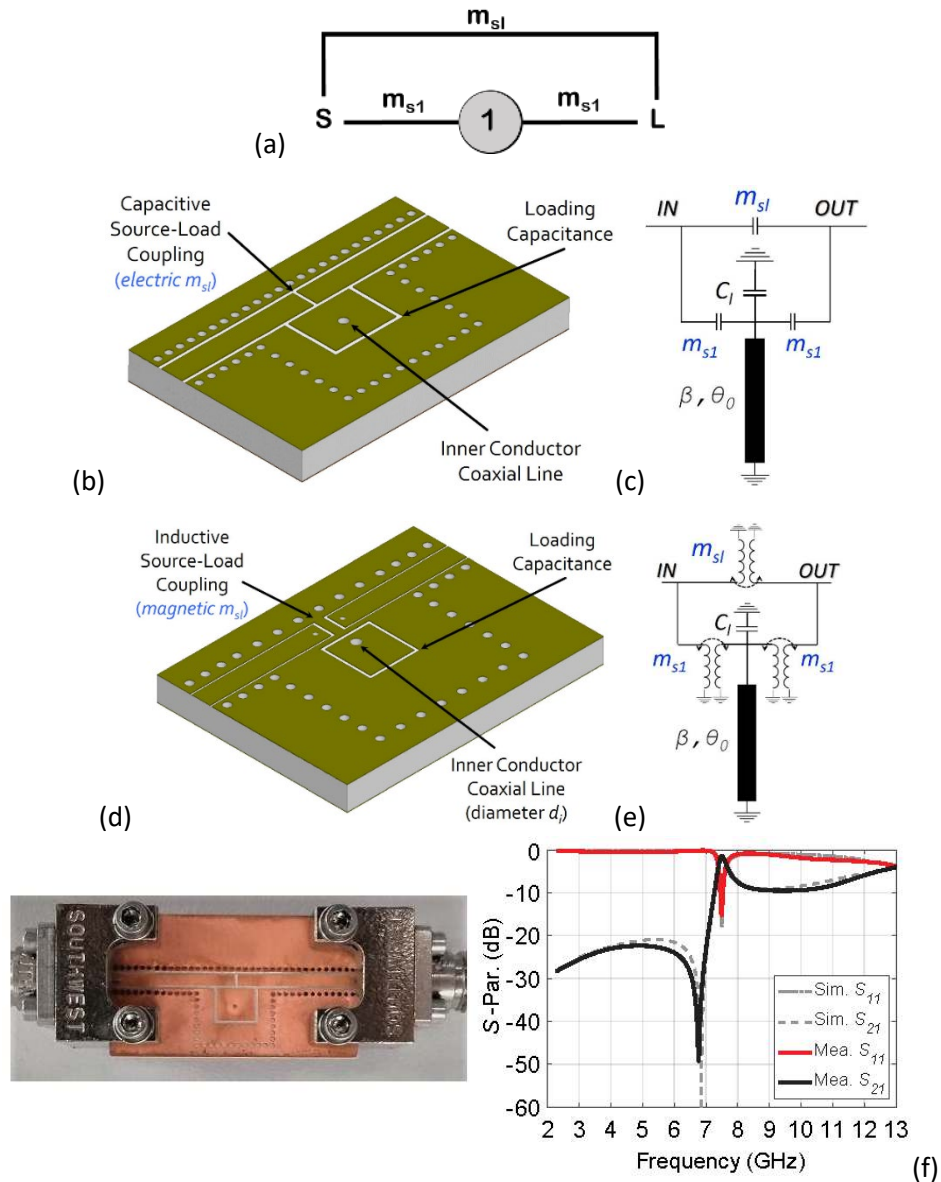 m_sl
S
m_s1
1
m_s1
L
(a)
Capacitive
Source-Load
Coupling
(electric m_sl)
Loading
Capacitance
Inner Conductor
Coaxial Line
(b)
IN
m_sl
OUT
C_l
m_s1
m_s1
β , θ_0
(c)
Inductive
Source-Load
Coupling
(magnetic m_sl)
Loading
Capacitance
Inner Conductor
Coaxial Line
(diameter d_i)
(d)
m_sl
IN
OUT
C_l
m_s1
m_s1
β , θ_0
(e)
SOUTHWEST
S-Par. (dB)
0
-10
-20
-30
-40
-50
-60
Sim. S_11
Sim. S_21
Mea. S_11
Mea. S_21
2 3 4 5 6 7 8 9 10 11 12 13
Frequency (GHz)
(f)